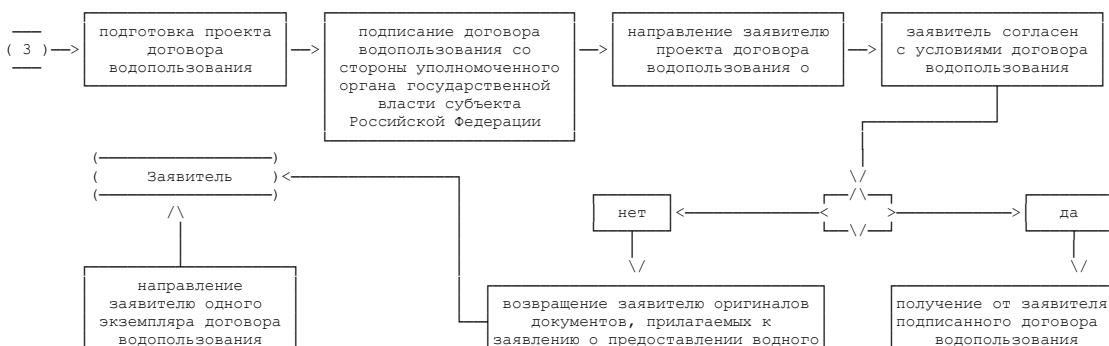 ( 3 )
подготовка проекта
договора
водопользования
подписание договора
водопользования со
стороны уполномоченного
органа государственной
власти субъекта
Российской Федерации
направление заявителю
проекта договора
водопользования о
заявитель согласен
с условиями договора
водопользования
Заявитель
нет
да
направление
заявителю одного
экземпляра договора
водопользования
возвращение заявителю оригиналов
документов, прилагаемых к
заявлению о предоставлении водного
получение от заявителя
подписанного договора
водопользования